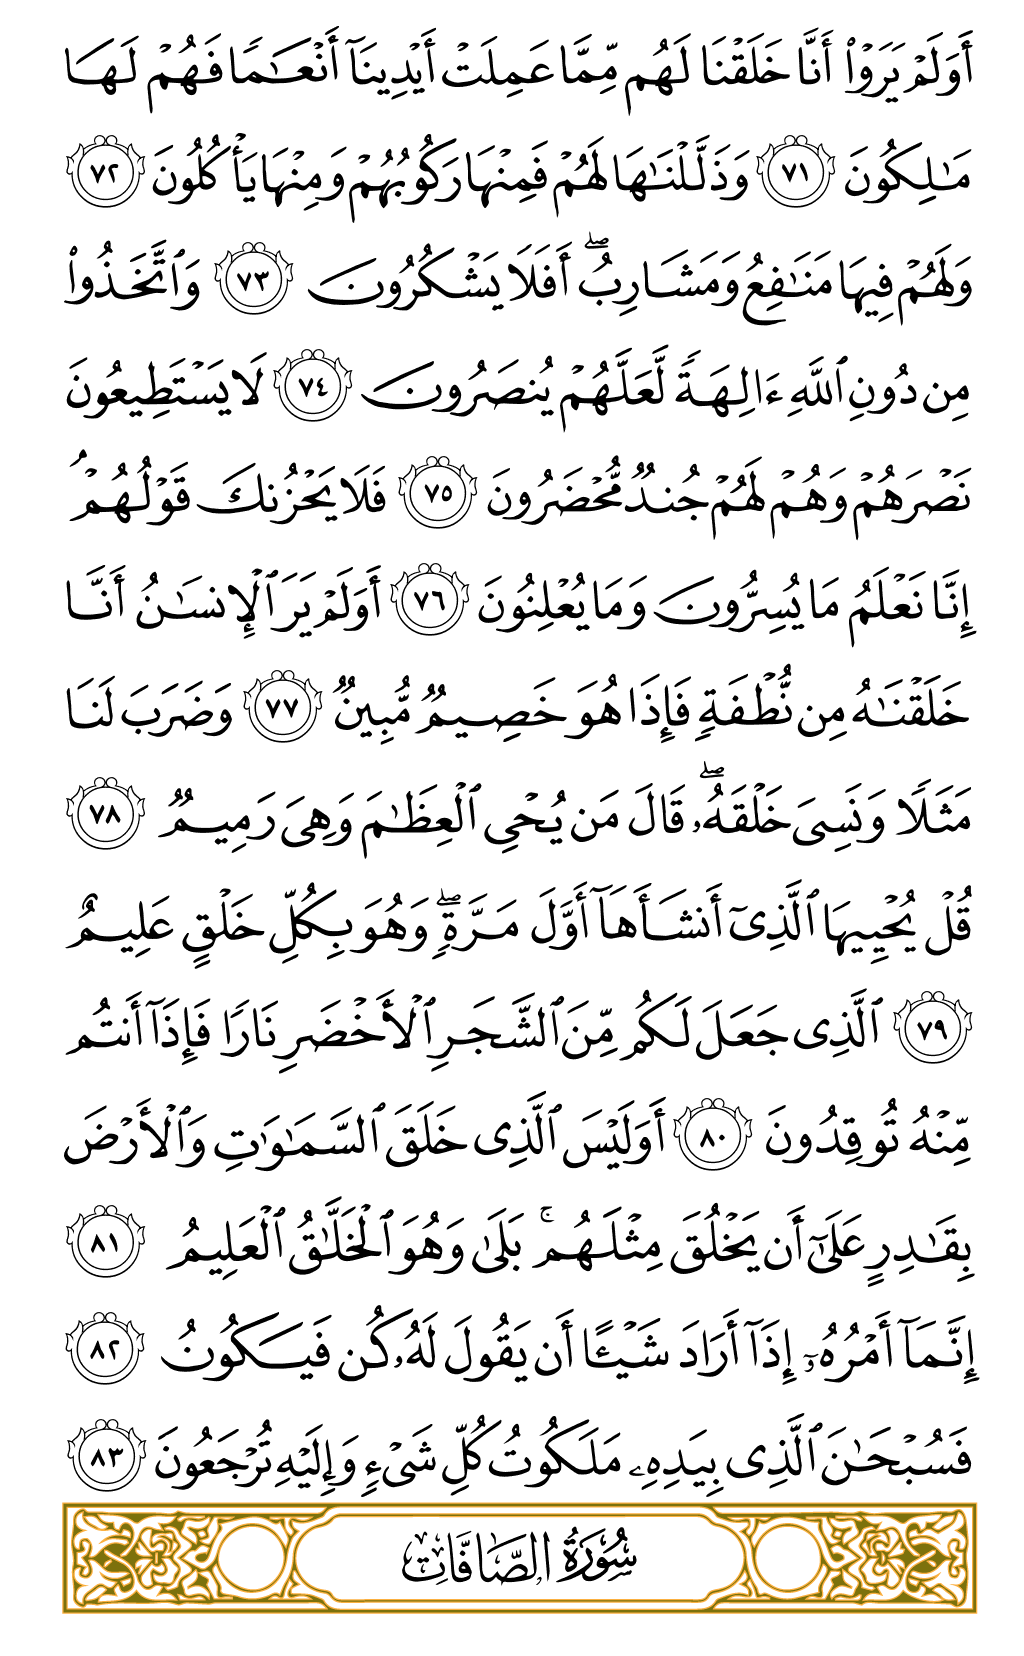 أَوَلَمْ يَرَوْا۟ أَنَّا خَلَقْنَا لَهُم مِّمَّا عَمِلَتْ أَيْدِينَآ أَنْعَـٰمًا فَهُمْ لَهَا
مَـٰلِكُونَ ٧١ وَذَلَّلْنَـٰهَا لَهُمْ فَمِنْهَا رَكُوبُهُمْ وَمِنْهَا يَأْكُلُونَ ٧٢
وَلَهُمْ فِيهَا مَنَـٰفِعُ وَمَشَارِبُ ۖ أَفَلَا يَشْكُرُونَ ٧٣ وَٱتَّخَذُوا۟
مِن دُونِ ٱللَّهِ ءَالِهَةً لَّعَلَّهُمْ يُنصَرُونَ ٧٤ لَا يَسْتَطِيعُونَ
نَصْرَهُمْ وَهُمْ لَهُمْ جُندٌ مُّحْضَرُونَ ٧٥ فَلَا يَحْزُنكَ قَوْلُهُمْ ۘ
إِنَّا نَعْلَمُ مَا يُسِرُّونَ وَمَا يُعْلِنُونَ ٧٦ أَوَلَمْ يَرَ ٱلْإِنسَـٰنُ أَنَّا
خَلَقْنَـٰهُ مِن نُّطْفَةٍ فَإِذَا هُوَ خَصِيمٌ مُّبِينٌ ٧٧ وَضَرَبَ لَنَا
مَثَلًا وَنَسِىَ خَلْقَهُۥ ۖ قَالَ مَن يُحْىِ ٱلْعِظَـٰمَ وَهِىَ رَمِيمٌ ٧٨
قُلْ يُحْيِيهَا ٱلَّذِىٓ أَنشَأَهَآ أَوَّلَ مَرَّةٍ ۖ وَهُوَ بِكُلِّ خَلْقٍ عَلِيمٌ
٧٩ ٱلَّذِى جَعَلَ لَكُم مِّنَ ٱلشَّجَرِ ٱلْأَخْضَرِ نَارًا فَإِذَآ أَنتُم
مِّنْهُ تُوقِدُونَ ٨٠ أَوَلَيْسَ ٱلَّذِى خَلَقَ ٱلسَّمَـٰوَٰتِ وَٱلْأَرْضَ
بِقَـٰدِرٍ عَلَىٰٓ أَن يَخْلُقَ مِثْلَهُم ۚ بَلَىٰ وَهُوَ ٱلْخَلَّـٰقُ ٱلْعَلِيمُ ٨١
إِنَّمَآ أَمْرُهُۥٓ إِذَآ أَرَادَ شَيْـًٔا أَن يَقُولَ لَهُۥ كُن فَيَكُونُ ٨٢
فَسُبْحَـٰنَ ٱلَّذِى بِيَدِهِۦ مَلَكُوتُ كُلِّ شَىْءٍ وَإِلَيْهِ تُرْجَعُونَ ٨٣
سُورَةُ الصَّافَّاتِ